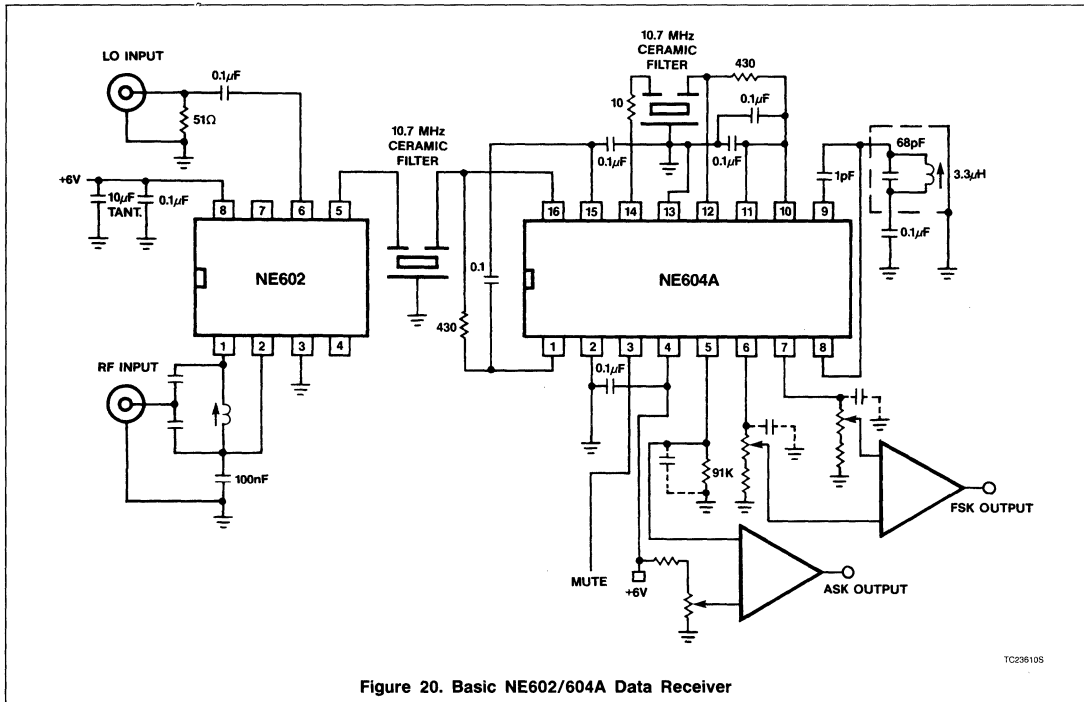 LO INPUT
0.1μF
51Ω
+6V
10μF
TANT.
0.1μF
10.7 MHz
CERAMIC
FILTER
10.7 MHz
CERAMIC
FILTER
10
430
0.1μF
0.1μF
0.1μF
1pF
68pF
3.3μH
0.1μF
8 7 6 5
NE602
1 2 3 4
0.1
430
16 15 14 13 12 11 10 9
NE604A
1 2 3 4 5 6 7 8
RF INPUT
100nF
0.1μF
91K
MUTE
+6V
FSK OUTPUT
ASK OUTPUT
TC23610S
Figure 20. Basic NE602/604A Data Receiver